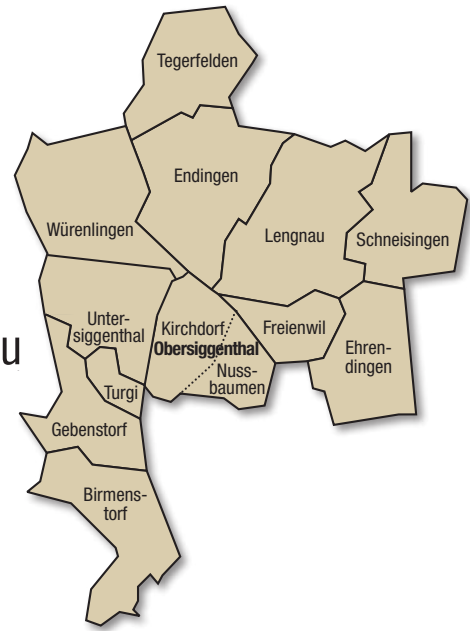 Tegerfelden
Endingen
Würenlingen
Lengnau
Schneisingen
Unter-
siggenthal
Kirchdorf
Obersiggenthal
Nuss-
baumen
Freienwil
Ehren-
dingen
u
Turgi
Gebenstorf
Birmens-
torf